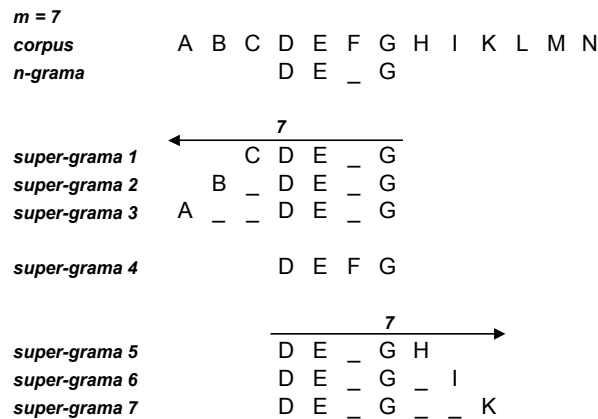 m = 7
corpus A B C D E F G H I K L M N
n-grama D E _ G
7
super-grama 1 C D E _ G
super-grama 2 B _ D E _ G
super-grama 3 A _ _ D E _ G
super-grama 4 D E F G
7
super-grama 5 D E _ G H
super-grama 6 D E _ G _ I
super-grama 7 D E _ G _ _ K